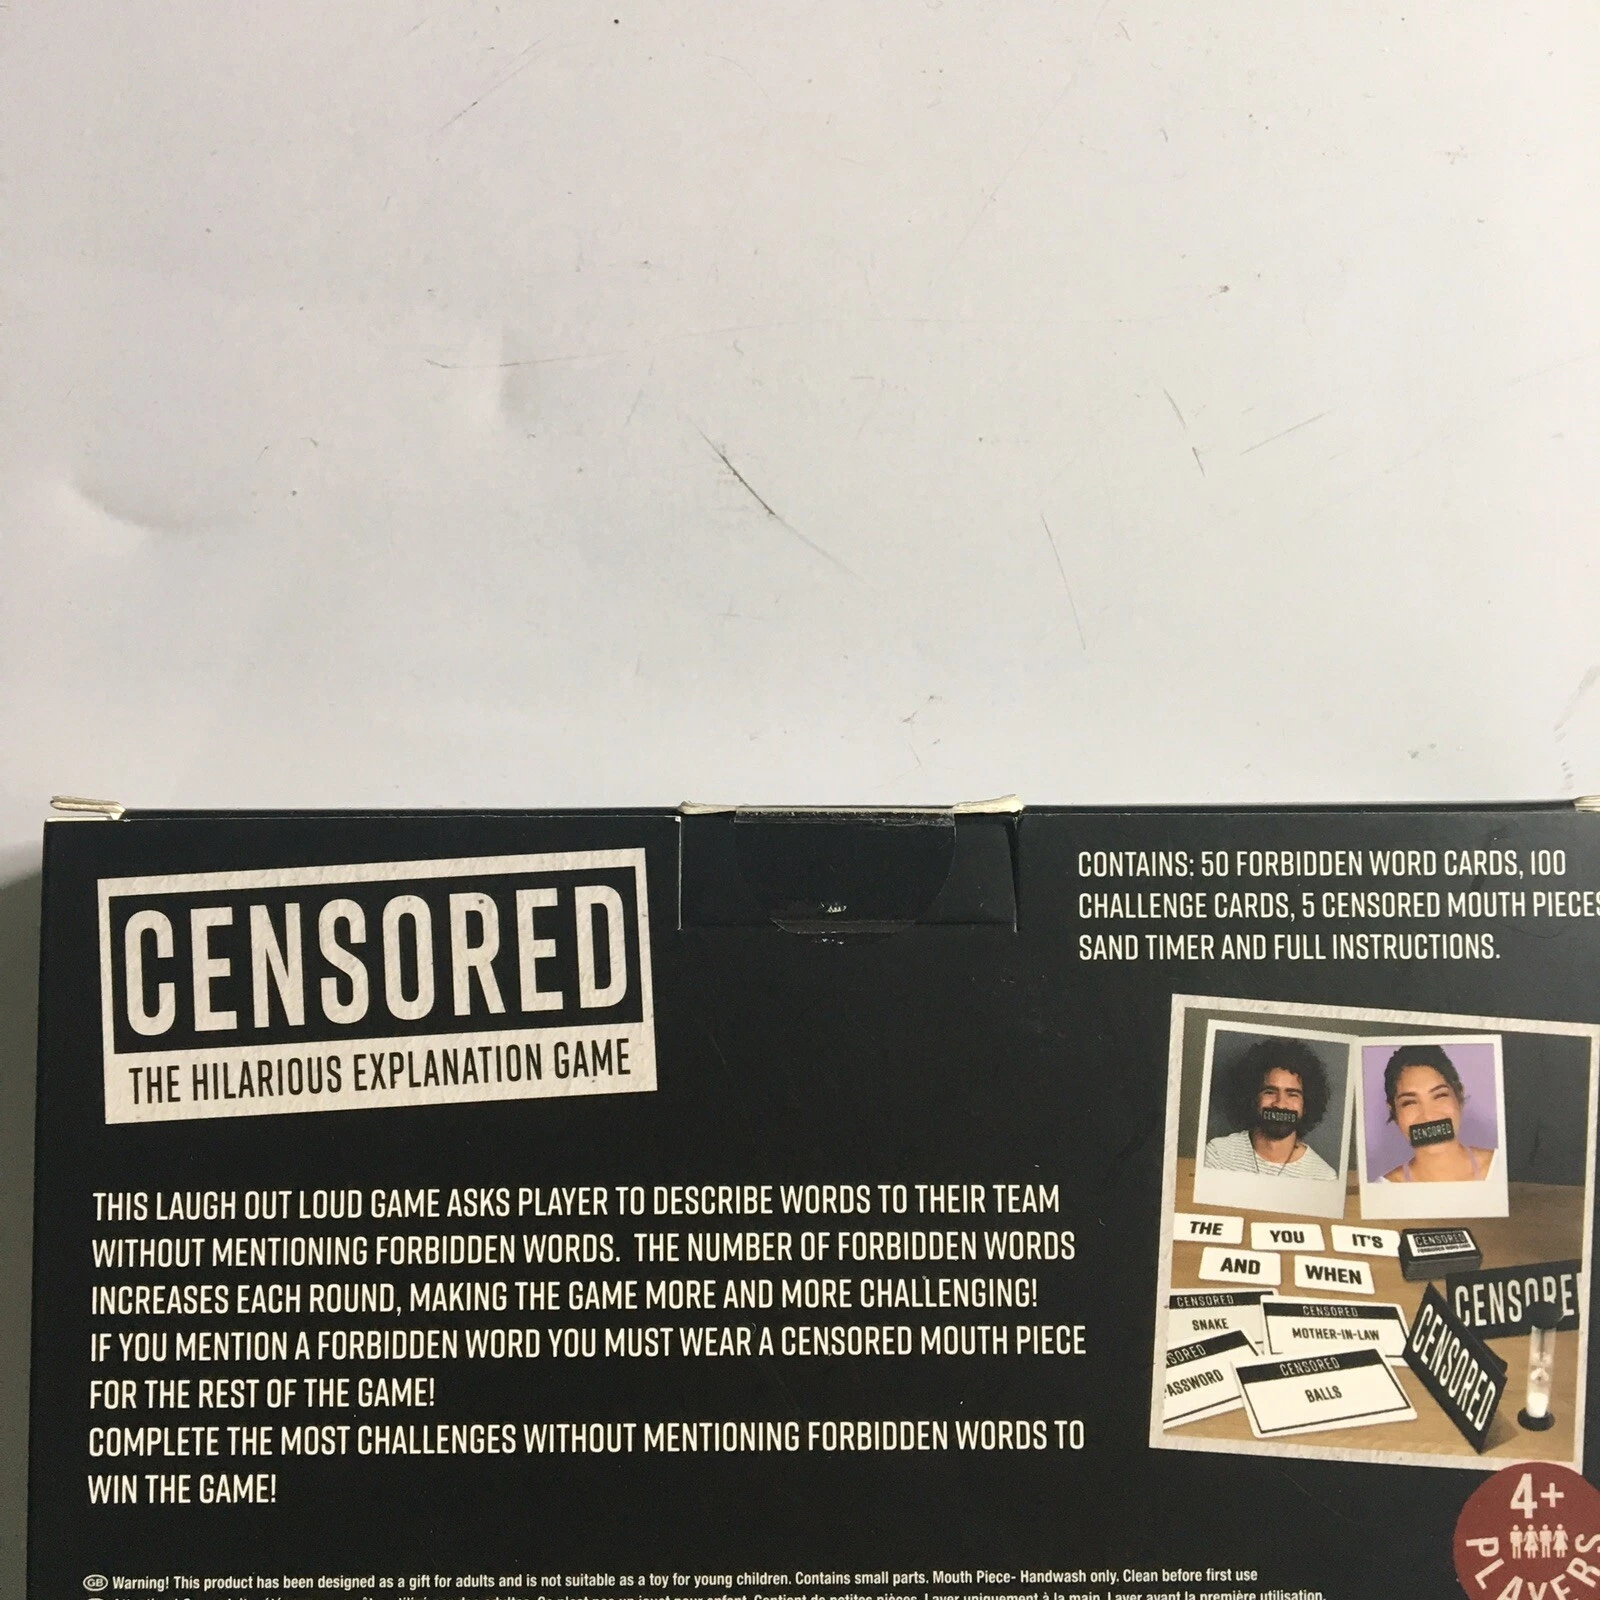 CENSORED
THE HILARIOUS EXPLANATION GAME
THIS LAUGH OUT LOUD GAME ASKS PLAYER TO DESCRIBE WORDS TO THEIR TEAM
WITHOUT MENTIONING FORBIDDEN WORDS. THE NUMBER OF FORBIDDEN WORDS
INCREASES EACH ROUND, MAKING THE GAME MORE AND MORE CHALLENGING!
IF YOU MENTION A FORBIDDEN WORD YOU MUST WEAR A CENSORED MOUTH PIECE
FOR THE REST OF THE GAME!
COMPLETE THE MOST CHALLENGES WITHOUT MENTIONING FORBIDDEN WORDS TO
WIN THE GAME!
CONTAINS: 50 FORBIDDEN WORD CARDS, 100
CHALLENGE CARDS, 5 CENSORED MOUTH PIECES
SAND TIMER AND FULL INSTRUCTIONS.
CENSORED
CENSORED
THE
YOU
IT'S
CENSORED
AND
WHEN
CENSORED
SNAKE
CENSORED
MOTHER-IN-LAW
CENSORE
SORED
ASSWORD
CENSORED
BALLS
CENSORED
4+
PLAYERS
GB Warning! This product has been designed as a gift for adults and is not suitable as a toy for young children. Contains small parts. Mouth Piece- Handwash only. Clean before first use